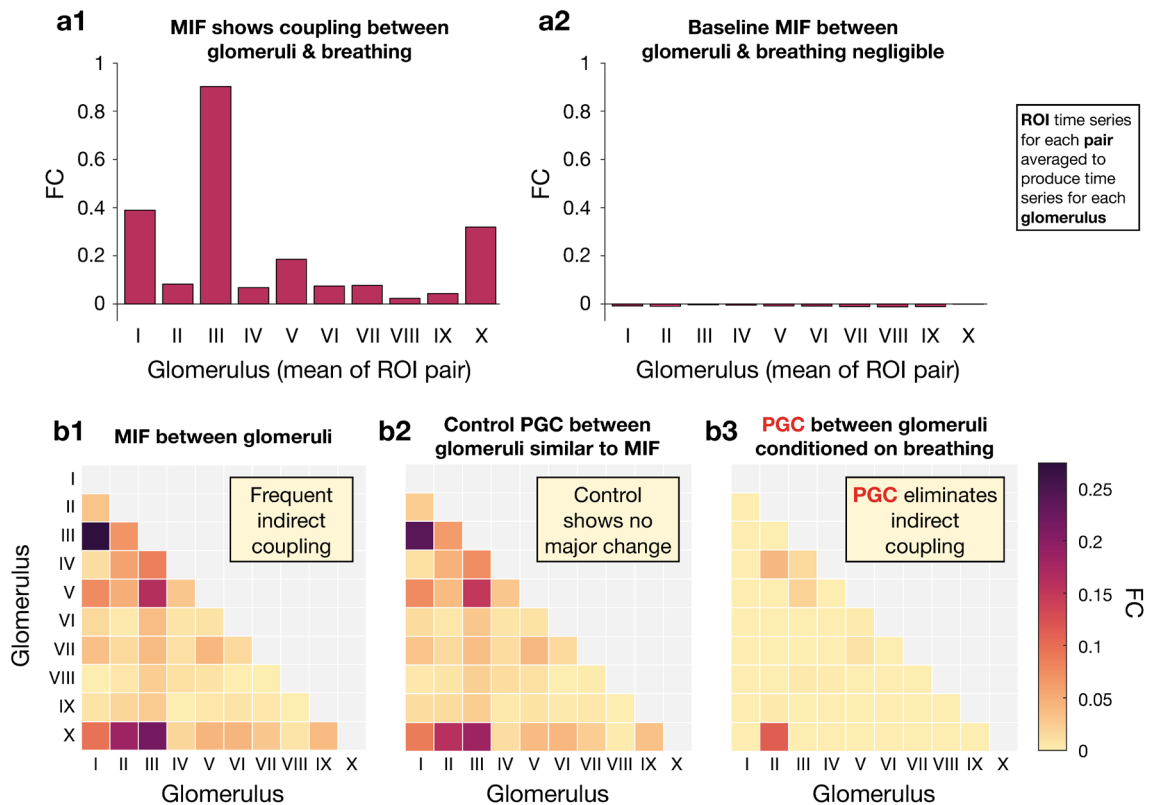 a1
MIF shows coupling between
glomeruli & breathing
1
0.8
0.6
0.4
0.2
0
FC
I II III IV V VI VII VIII IX X
Glomerulus (mean of ROI pair)
a2
Baseline MIF between
glomeruli & breathing negligible
1
0.8
0.6
0.4
0.2
0
FC
I II III IV V VI VII VIII IX X
Glomerulus (mean of ROI pair)
ROI time series
for each pair
averaged to
produce time
series for each
glomerulus
b1
MIF between glomeruli
Frequent
indirect
coupling
Glomerulus
I
II
III
IV
V
VI
VII
VIII
IX
X
I II III IV V VI VII VIII IX X
Glomerulus
b2
Control PGC between
glomeruli similar to MIF
Control
shows no
major change
I II III IV V VI VII VIII IX X
Glomerulus
b3
PGC between glomeruli
conditioned on breathing
PGC eliminates
indirect
coupling
I II III IV V VI VII VIII IX X
Glomerulus
0.25
0.2
0.15
0.1
0.05
0
FC